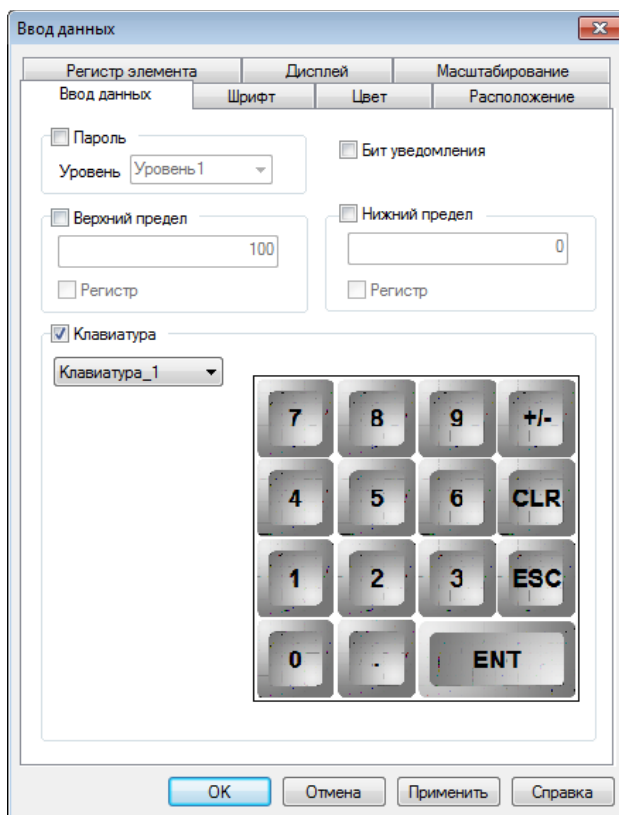 Ввод данных
Регистр элемента Дисплей Масштабирование
Ввод данных Шрифт Цвет Расположение
Пароль
Бит уведомления
Уровень Уровень1
Верхний предел Нижний предел
100 0
Регистр Регистр
Клавиатура
Клавиатура_1
7 8 9 +/-
4 5 6 CLR
1 2 3 ESC
0 . ENT
OK Отмена Применить Справка